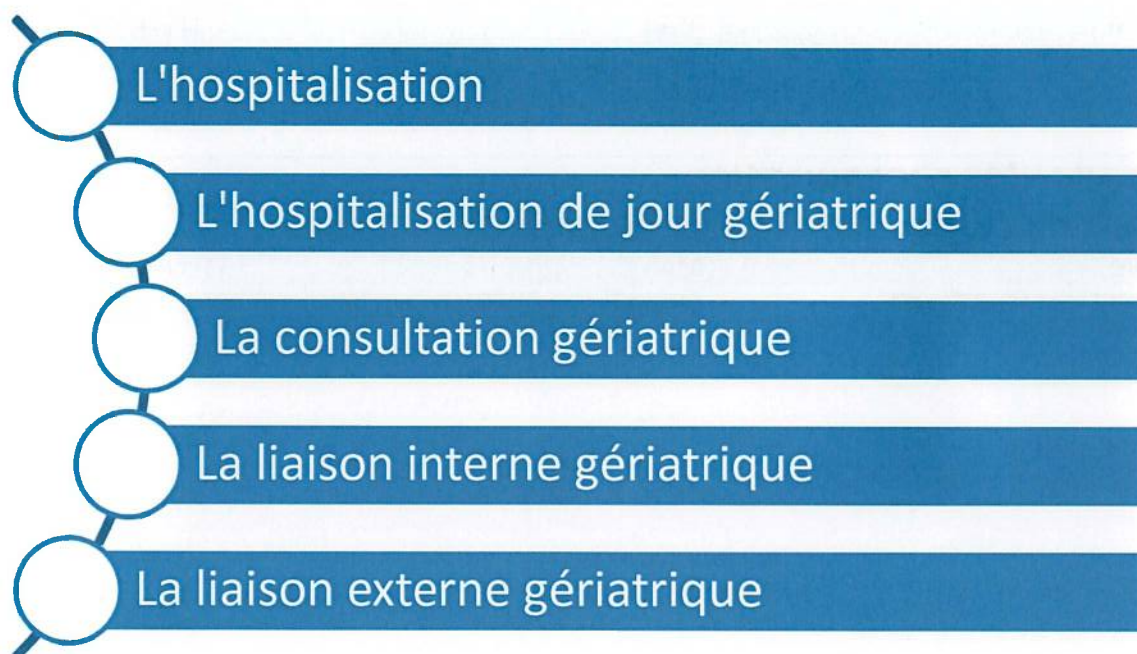 L'hospitalisation
L'hospitalisation de jour gériatrique
La consultation gériatrique
La liaison interne gériatrique
La liaison externe gériatrique